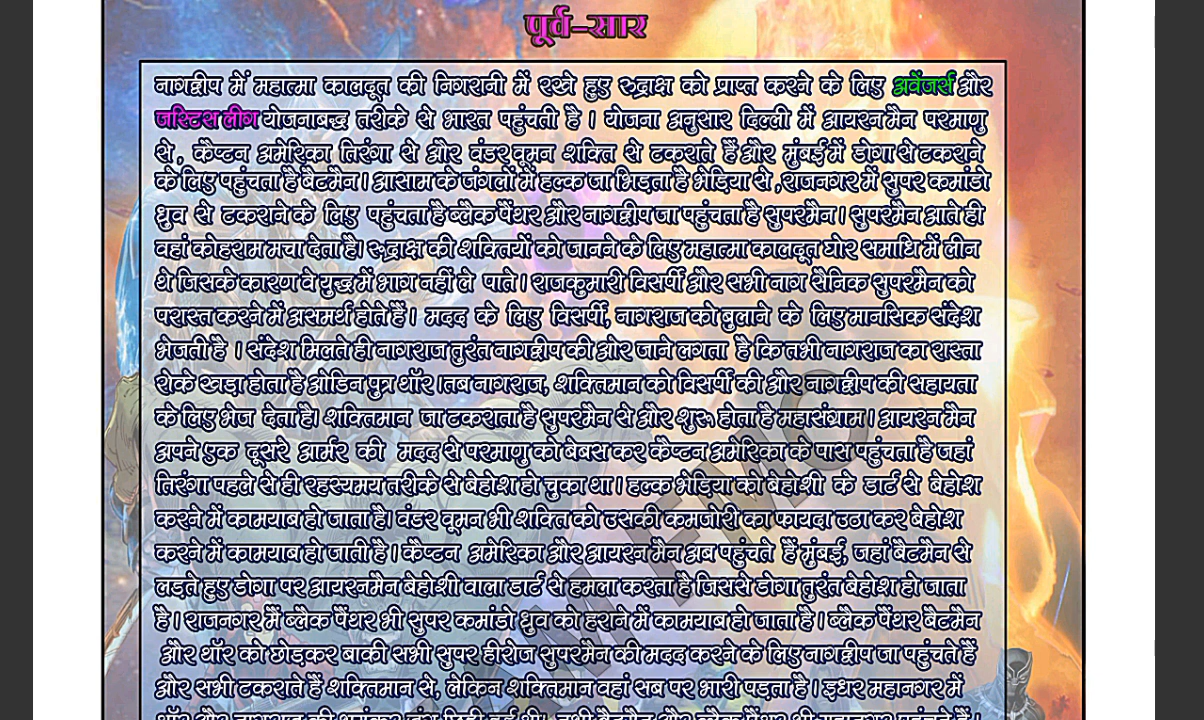 पूर्व-सार
नागद्वीप में महात्मा कालदूत की निगरानी में रखे हुए रुद्राक्ष को प्राप्त करने के लिए अवेंजर्स और
जस्टिस लीग योजनाबद्ध तरीके से भारत पहुंचती है । योजना अनुसार दिल्ली में आयरन मैन परमाणु
से , कैप्टन अमेरिका तिरंगा से और वंडर वूमन शक्ति से टकराते हैं और मुंबई में डोगा से टकराने
के लिए पहुंचता है बैटमैन । आसाम के जंगलों में हल्क जा भिड़ता है भेड़िया से ,राजनगर में सुपर कमांडो
ध्रुव से टकराने के लिए पहुंचता है ब्लैक पैंथर और नागद्वीप जा पहुंचता है सुपरमैन । सुपरमैन आते ही
वहां कोहराम मचा देता है। रुद्राक्ष की शक्तियों को जानने के लिए महात्मा कालदूत घोर समाधि में लीन
थे जिसके कारण वे युद्ध में भाग नहीं ले पाते । राजकुमारी विसर्पी और सभी नाग सैनिक सुपरमैन को
परास्त करने में असमर्थ होते हैं । मदद के लिए विसर्पी, नागराज को बुलाने के लिए मानसिक संदेश
भेजती है । संदेश मिलते ही नागराज तुरंत नागद्वीप की ओर जाने लगता है कि तभी नागराज का रास्ता
रोके खड़ा होता है ओडिन पुत्र थॉर ।तब नागराज, शक्तिमान को विसर्पी की और नागद्वीप की सहायता
के लिए भेज देता है। शक्तिमान जा टकराता है सुपरमैन से और शुरू होता है महासंग्राम । आयरन मैन
अपने एक दूसरे आर्मर की मदद से परमाणु को बेबस कर कैप्टन अमेरिका के पास पहुंचता है जहां
तिरंगा पहले से ही रहस्यमय तरीके से बेहोश हो चुका था । हल्क भेड़िया को बेहोशी के डार्ट से बेहोश
करने में कामयाब हो जाता है। वंडर वूमन भी शक्ति को उसकी कमजोरी का फायदा उठा कर बेहोश
करने में कामयाब हो जाती है । कैप्टन अमेरिका और आयरन मैन अब पहुंचते हैं मुंबई, जहां बैटमैन से
लड़ते हुए डोगा पर आयरनमैन बेहोशी वाला डार्ट से हमला करता है जिससे डोगा तुरंत बेहोश हो जाता
है । राजनगर में ब्लैक पैंथर भी सुपर कमांडो ध्रुव को हराने में कामयाब हो जाता है । ब्लैक पैंथर बैटमैन
और थॉर को छोड़कर बाकी सभी सुपर हीरोज सुपरमैन की मदद करने के लिए नागद्वीप जा पहुंचते हैं
और सभी टकराते हैं शक्तिमान से, लेकिन शक्तिमान वहां सब पर भारी पड़ता है । इधर महानगर में